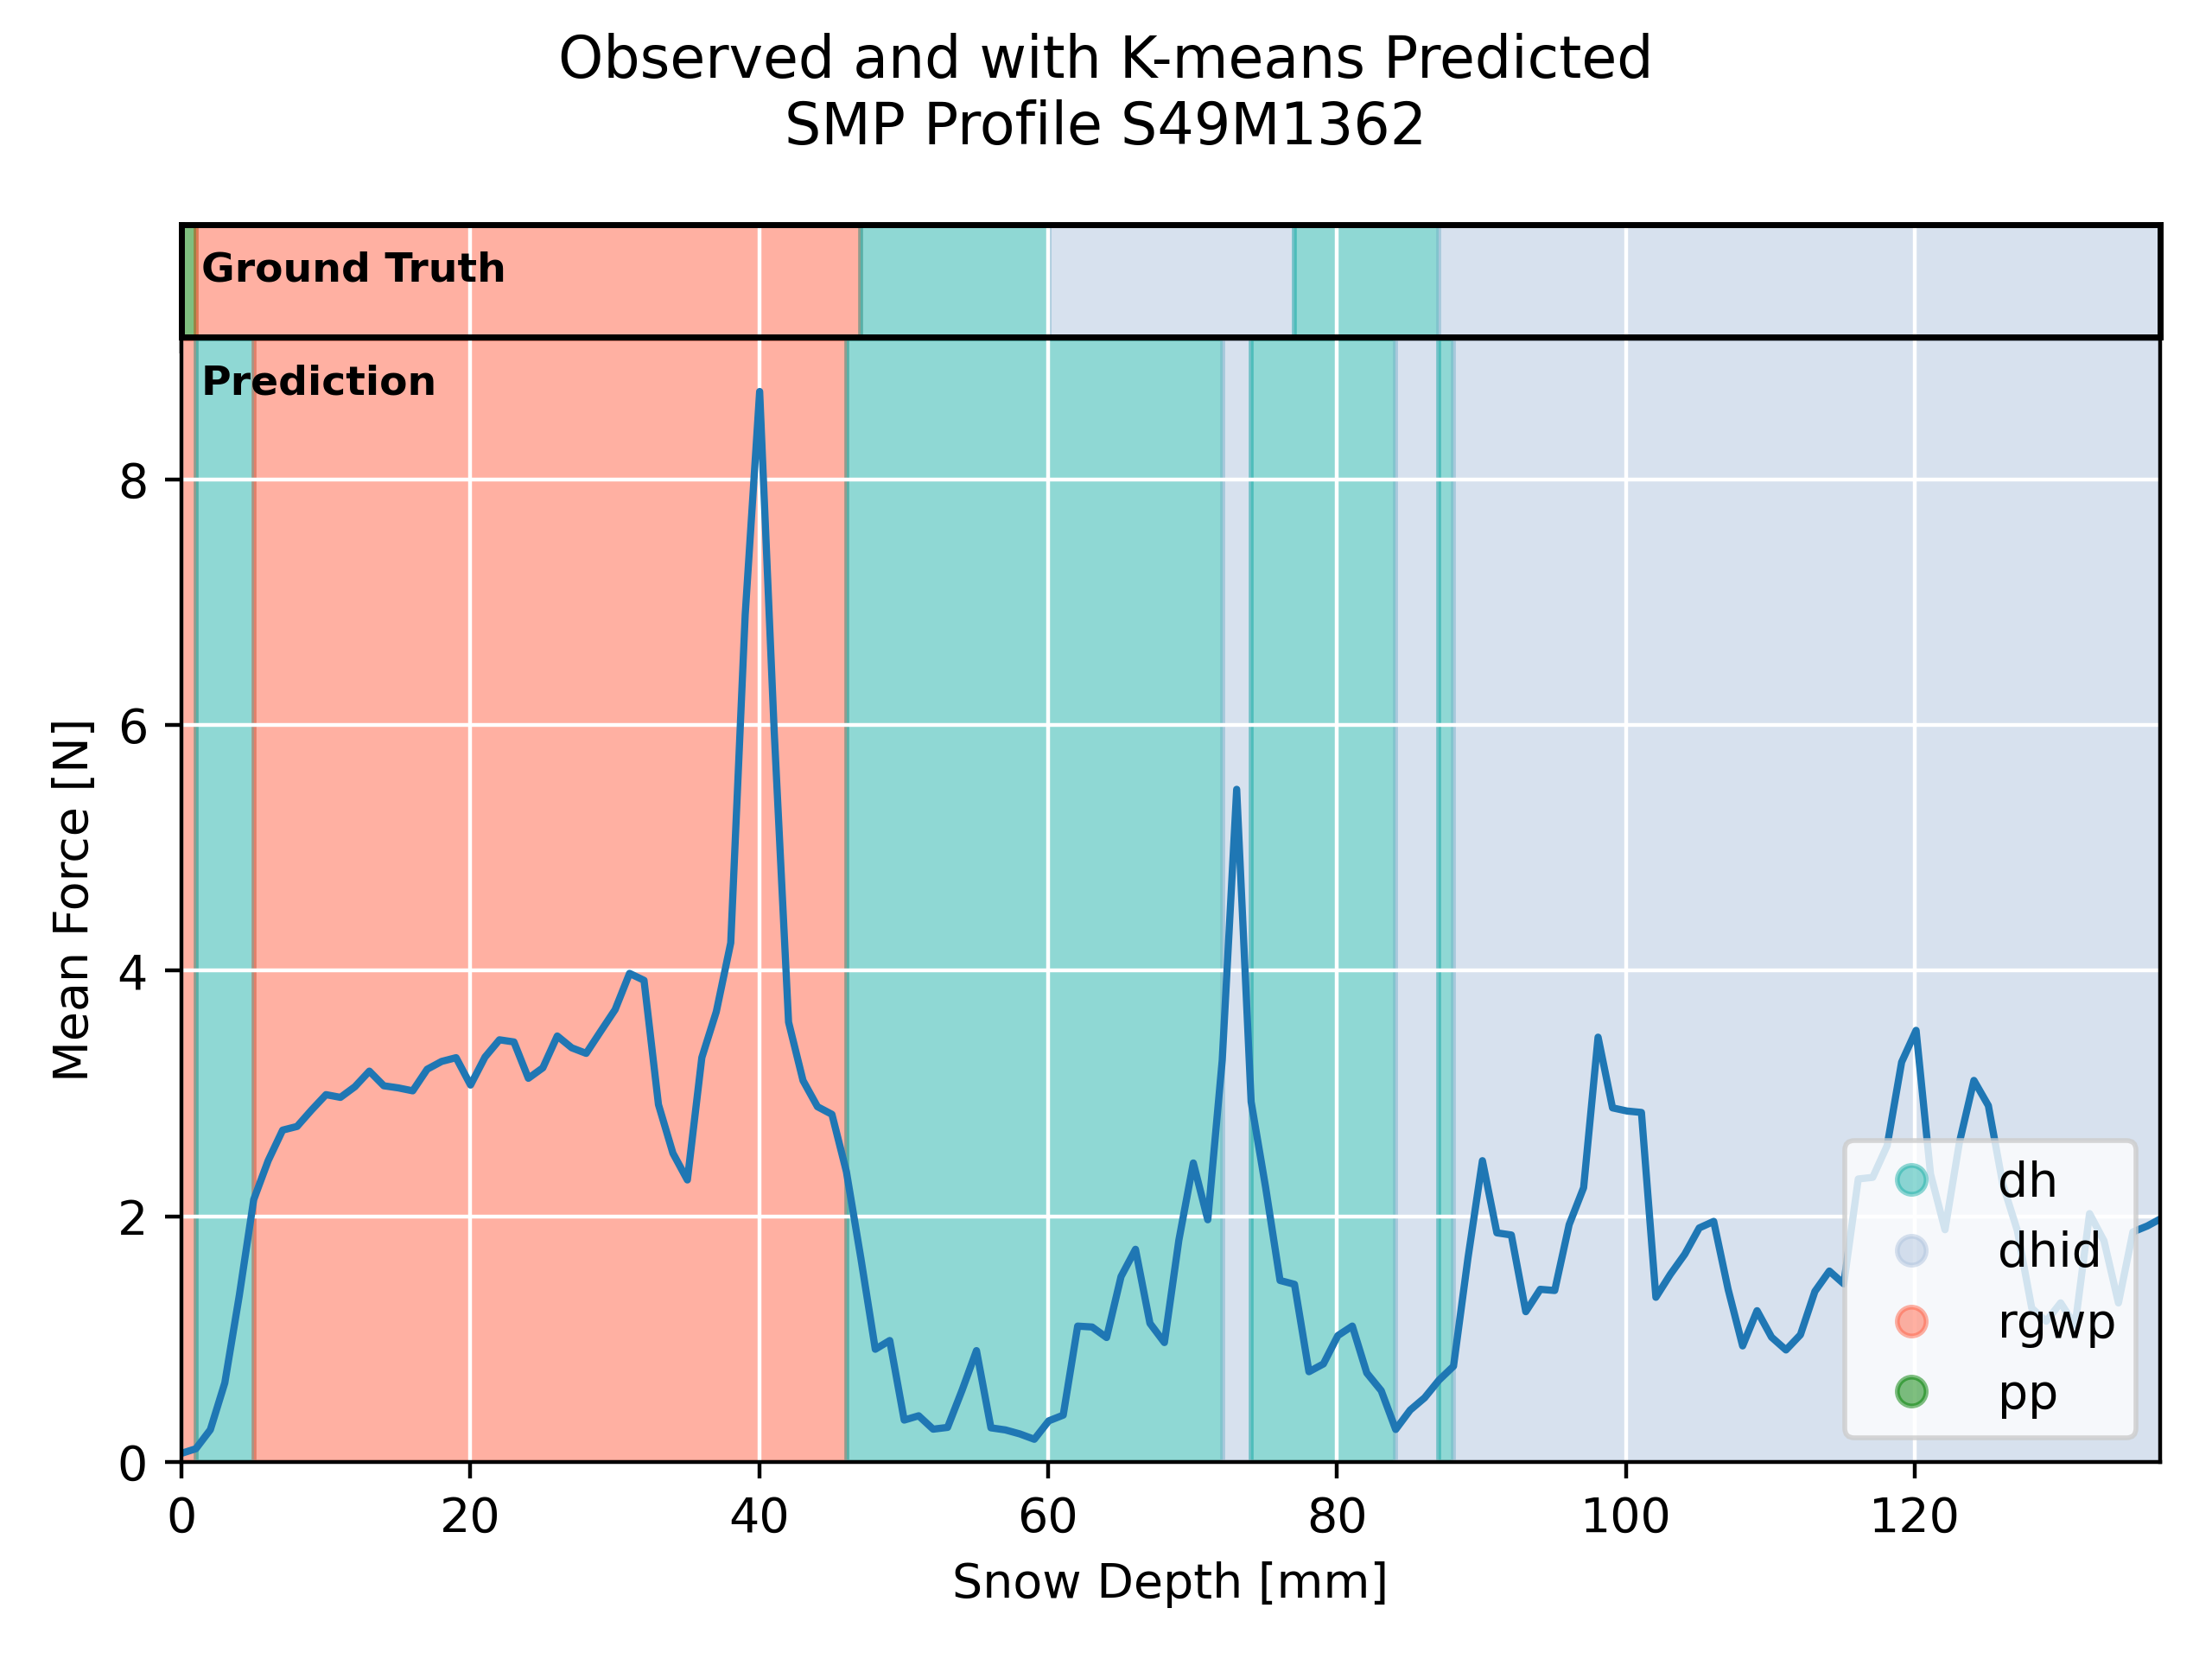 Observed and with K-means Predicted
SMP Profile S49M1362
Ground Truth
Prediction
8
6
4
2
0
Mean Force [N]
0 20 40 60 80 100 120
Snow Depth [mm]
dh
dhid
rgwp
pp